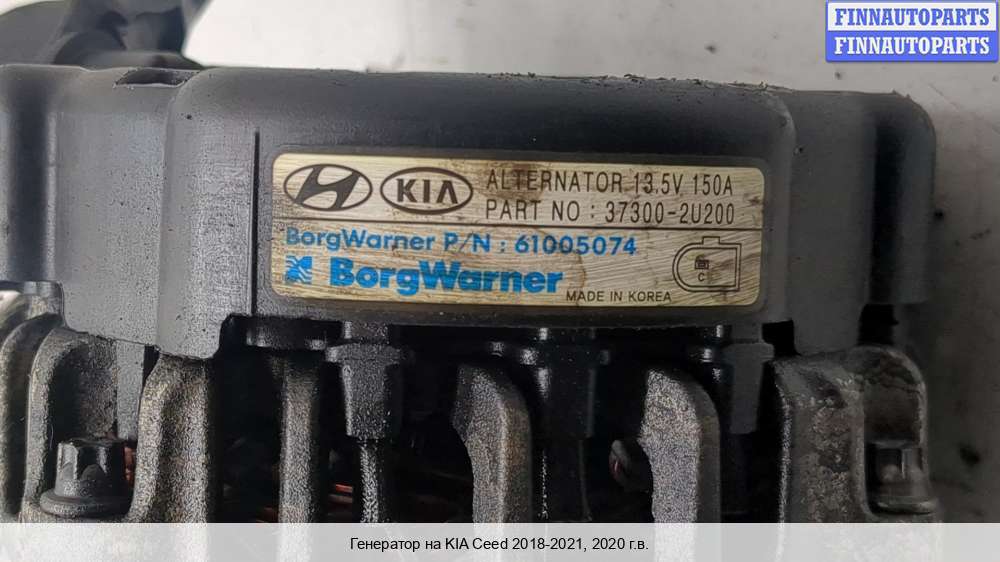 FINNAUTOPARTS
FINNAUTOPARTS
KIA ALTERNATOR 13.5V 150A
PART NO : 37300-2U200
BorgWarner P/N : 61005074
BorgWarner
MADE IN KOREA
C
Генератор на KIA Ceed 2018-2021, 2020 г.в.